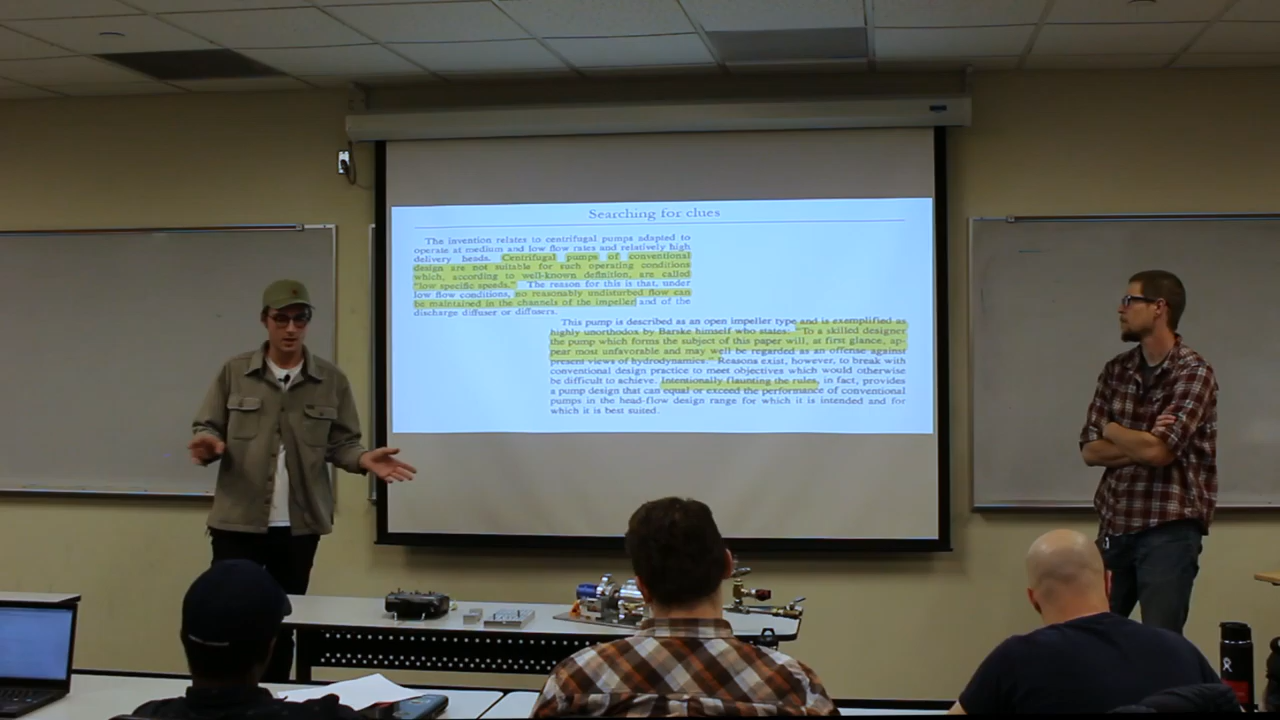 Searching for clues
The invention relates to centrifugal pumps adapted to
operate at medium and low flow rates and relatively high
delivery heads. Centrifugal pumps of conventional
design are not suitable for such operating conditions
which, according to well-known definition, are called
"low specific speeds." The reason for this is that, under
low flow conditions, no reasonably undisturbed flow can
be maintained in the channels of the impeller and of the
discharge diffuser or diffusers.
This pump is described as an open impeller type and is exemplified as
highly unorthodox by Barske himself who states: "To a skilled designer
the pump which forms the subject of this paper will, at first glance, ap-
pear most unfavorable and may well be regarded as an offense against
present views of hydrodynamics." Reasons exist, however, to break with
conventional design practice to meet objectives which would otherwise
be difficult to achieve. Intentionally flaunting the rules, in fact, provides
a pump design that can equal or exceed the performance of conventional
pumps in the head-flow design range for which it is intended and for
which it is best suited.